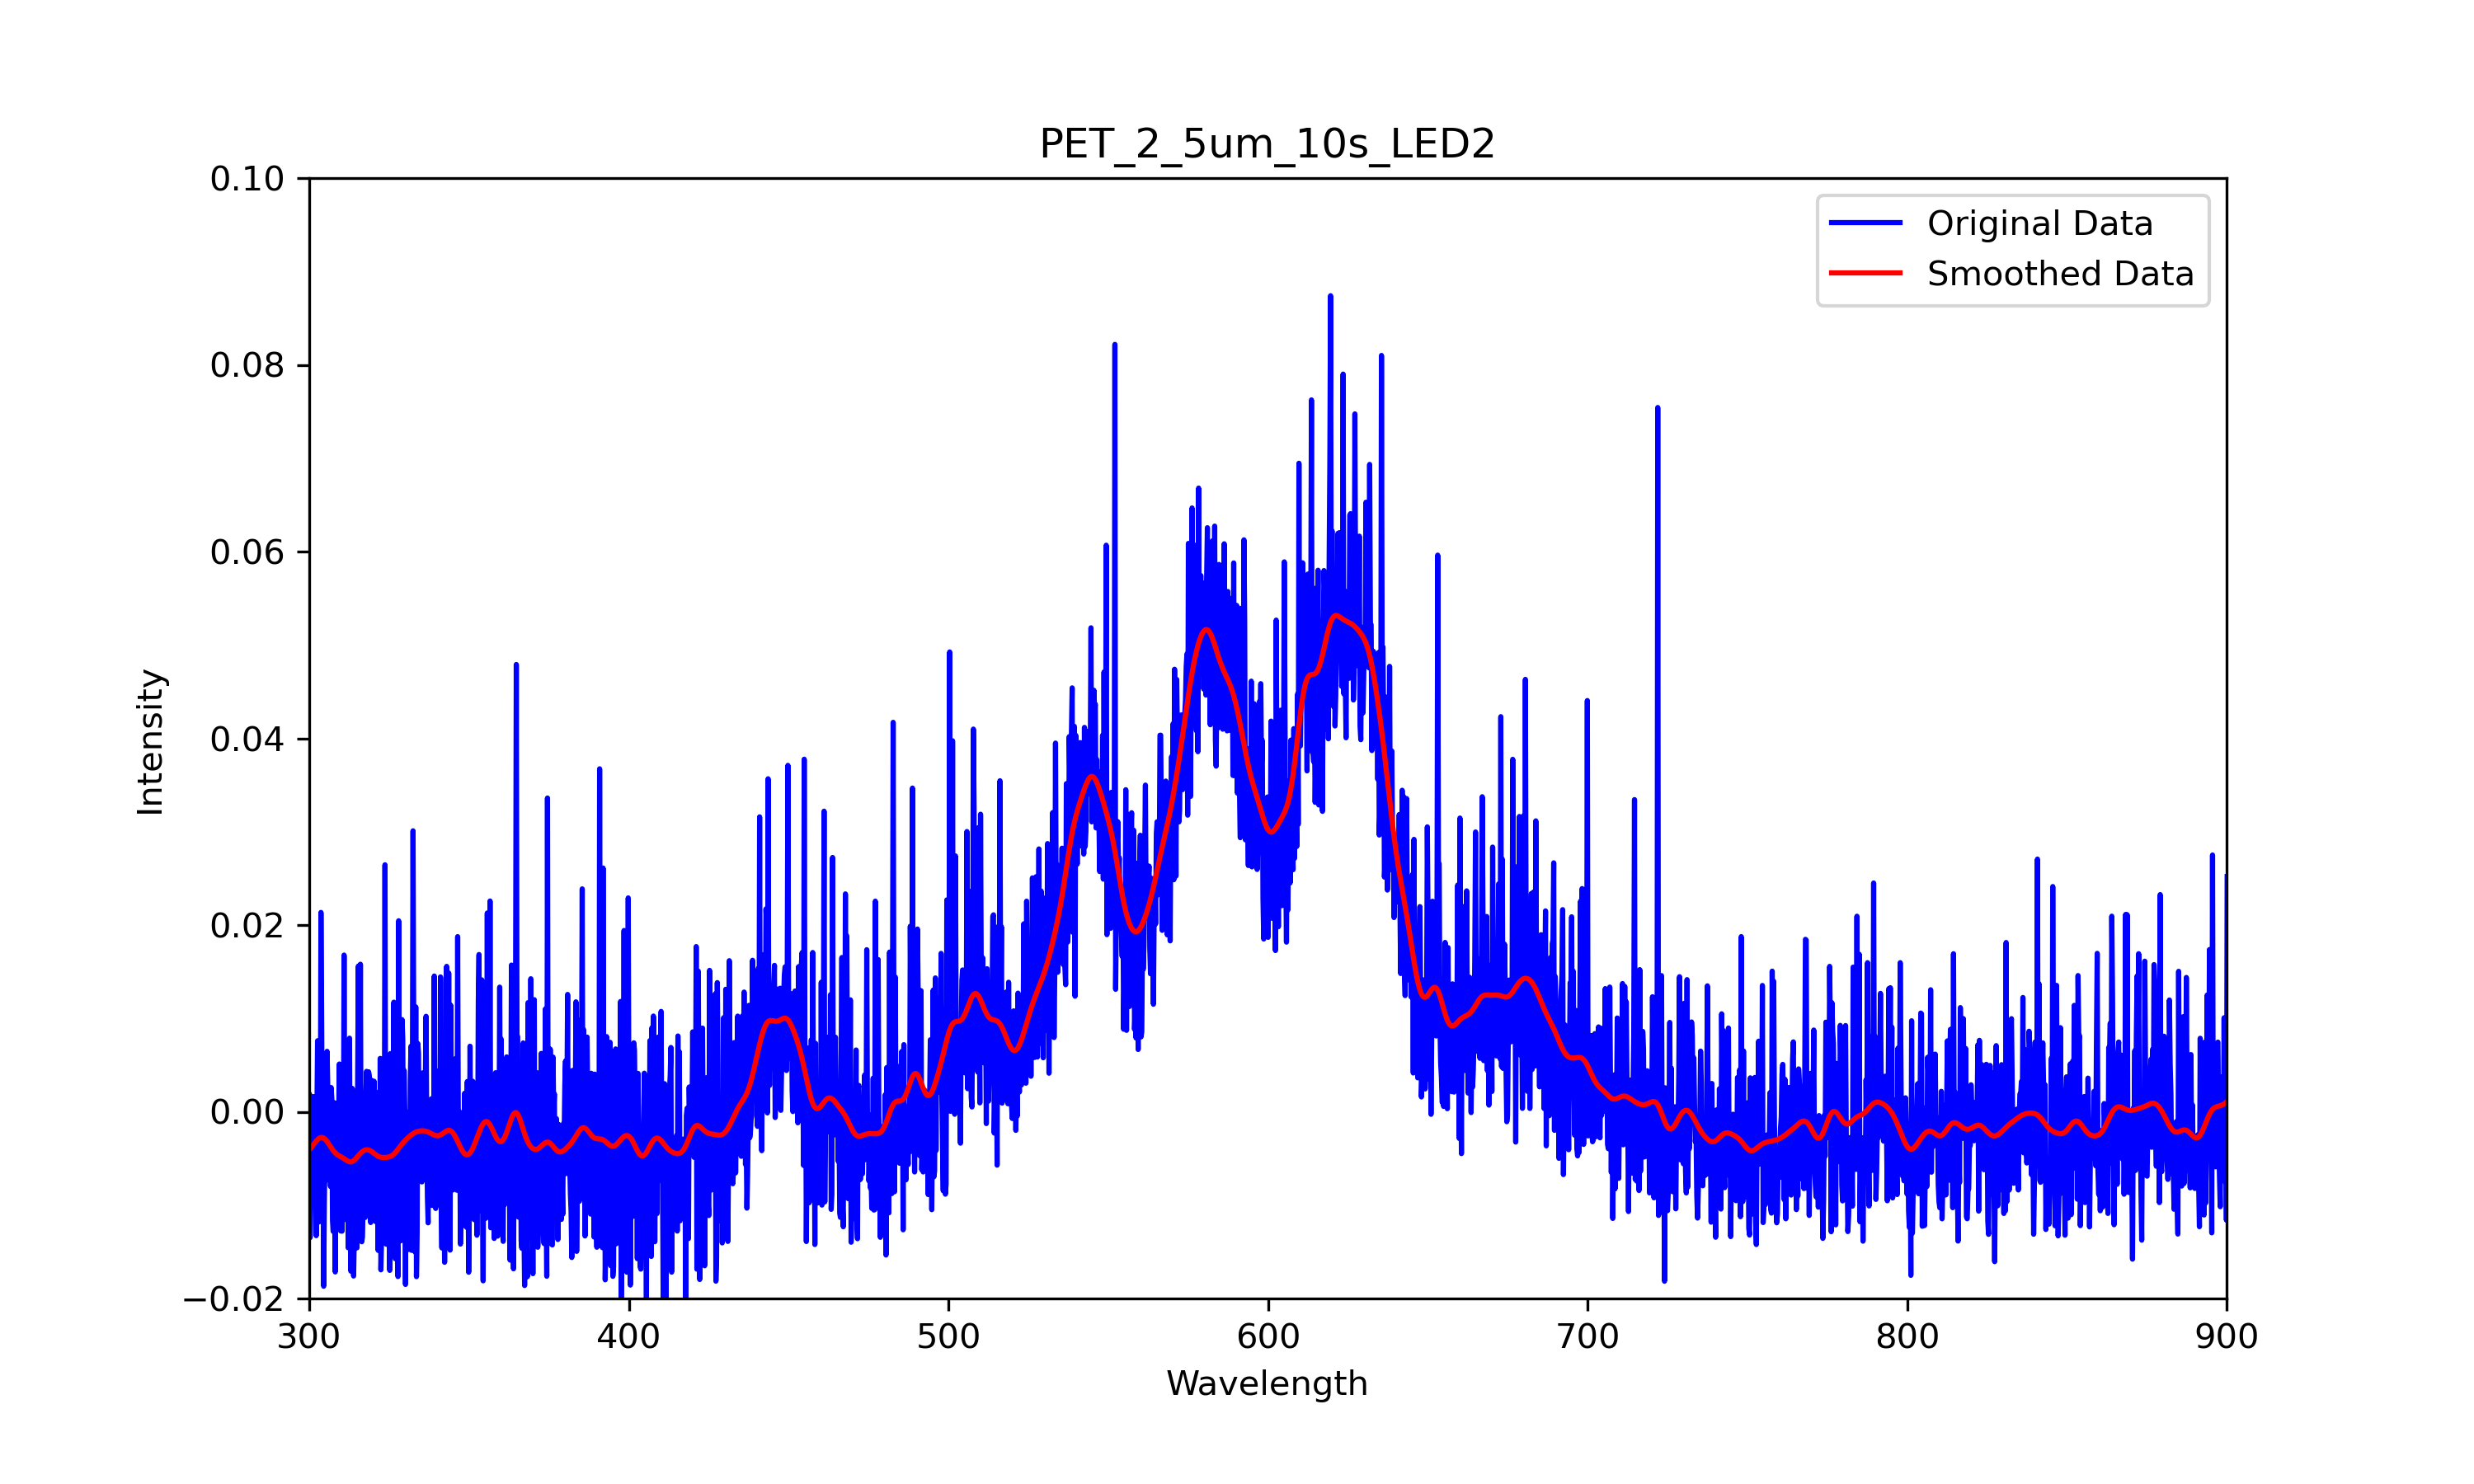 PET_2_5um_10s_LED2
Original Data
Smoothed Data
0.10
0.08
0.06
0.04
0.02
0.00
−0.02
Intensity
300 400 500 600 700 800 900
Wavelength